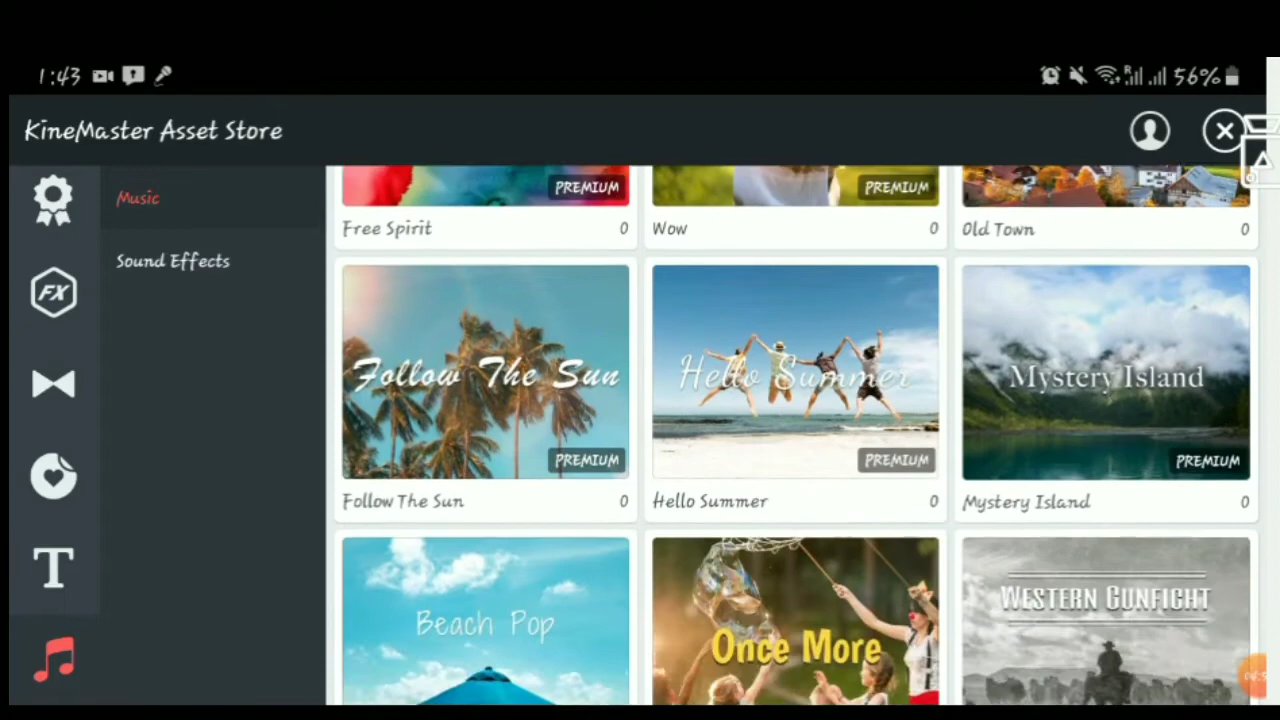 1:43
R
56%
KineMaster Asset Store
Music
Sound Effects
FX
T
PREMIUM
PREMIUM
Free Spirit 0
Wow 0
Old Town 0
Follow The Sun
PREMIUM
Hello Summer
PREMIUM
Mystery Island
PREMIUM
Follow The Sun 0
Hello Summer 0
Mystery Island 0
Beach Pop
Once More
WESTERN GUNFIGHT